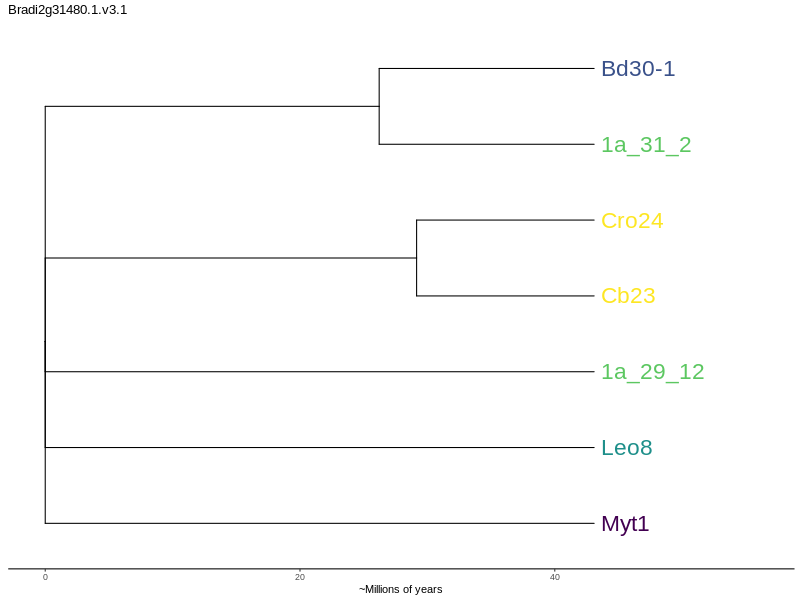 Bradi2g31480.1.v3.1
Bd30-1
1a_31_2
Cro24
Cb23
1a_29_12
Leo8
Myt1
0 20 40
~Millions of years